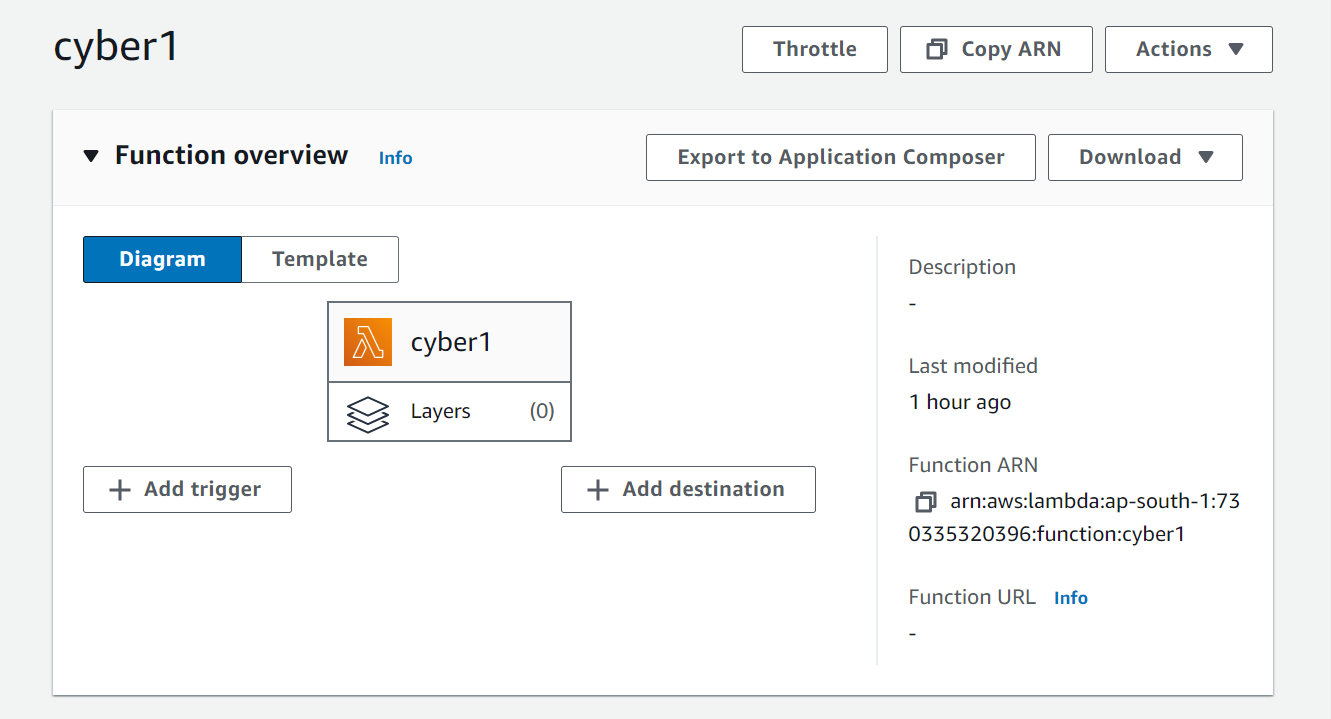 cyber1
Throttle
Copy ARN
Actions
Function overview Info
Export to Application Composer
Download
Diagram
Template
cyber1
Layers (0)
Add trigger
Add destination
Description
-
Last modified
1 hour ago
Function ARN
arn:aws:lambda:ap-south-1:73
0335320396:function:cyber1
Function URL Info
-